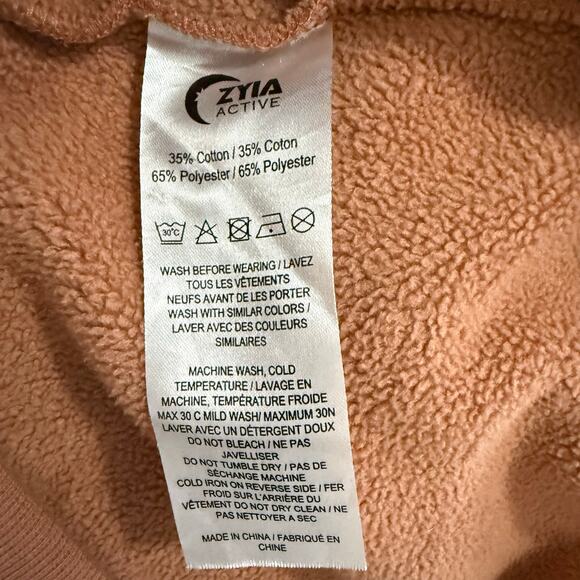 ZYIA
ACTIVE
35% Cotton / 35% Coton
65% Polyester / 65% Polyester
30°C
WASH BEFORE WEARING / LAVEZ
TOUS LES VÊTEMENTS
NEUFS AVANT DE LES PORTER
WASH WITH SIMILAR COLORS /
LAVER AVEC DES COULEURS
SIMILAIRES
MACHINE WASH, COLD
TEMPERATURE / LAVAGE EN
MACHINE, TEMPÉRATURE FROIDE
MAX 30 C MILD WASH/ MAXIMUM 30N
LAVER AVEC UN DÉTERGENT DOUX
DO NOT BLEACH / NE PAS
JAVELLISER
DO NOT TUMBLE DRY / PAS DE
SÉCHANGE MACHINE
COLD IRON ON REVERSE SIDE / FER
FROID SUR L'ARRIÈRE DU
VÊTEMENT DO NOT DRY CLEAN / NE
PAS NETTOYER A SEC
MADE IN CHINA / FABRIQUÉ EN
CHINE